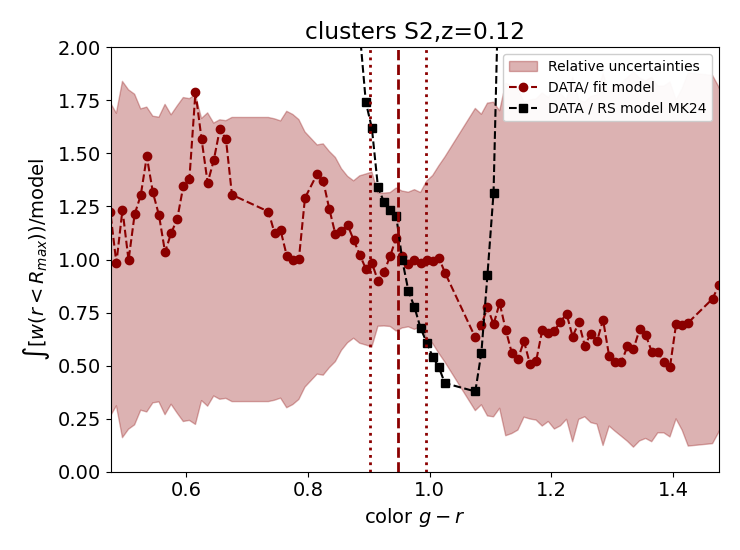 clusters S2,z=0.12
∫[w(r < R_{max}))/model
2.00
1.75
1.50
1.25
1.00
0.75
0.50
0.25
0.00
Relative uncertainties
DATA/ fit model
DATA / RS model MK24
0.6 0.8 1.0 1.2 1.4
color g − r